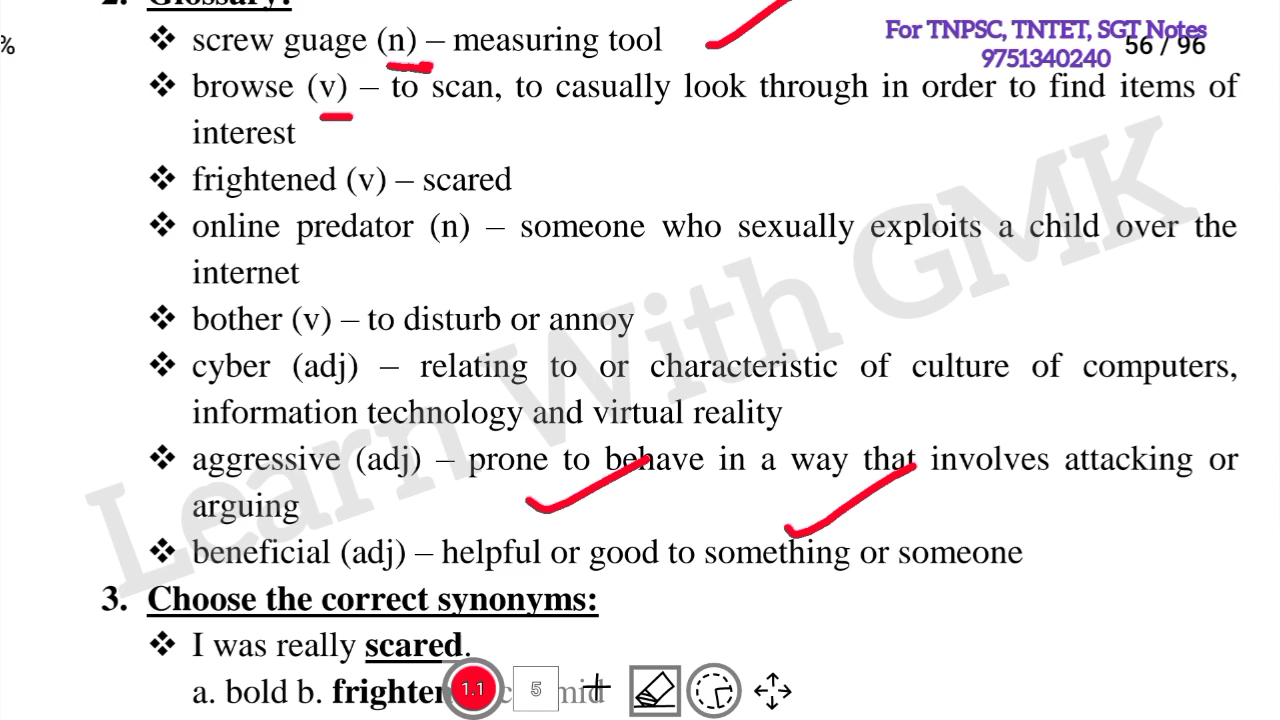 2. Glossary:
For TNPSC, TNTET, SGT Notes
9751340240
56 / 96
%
❖ screw guage (n) – measuring tool
❖ browse (v) – to scan, to casually look through in order to find items of
interest
❖ frightened (v) – scared
❖ online predator (n) – someone who sexually exploits a child over the
internet
❖ bother (v) – to disturb or annoy
❖ cyber (adj) – relating to or characteristic of culture of computers,
information technology and virtual reality
❖ aggressive (adj) – prone to behave in a way that involves attacking or
arguing
❖ beneficial (adj) – helpful or good to something or someone
Learn With GMK
3. Choose the correct synonyms:
❖ I was really scared.
a. bold b.
1.1
5